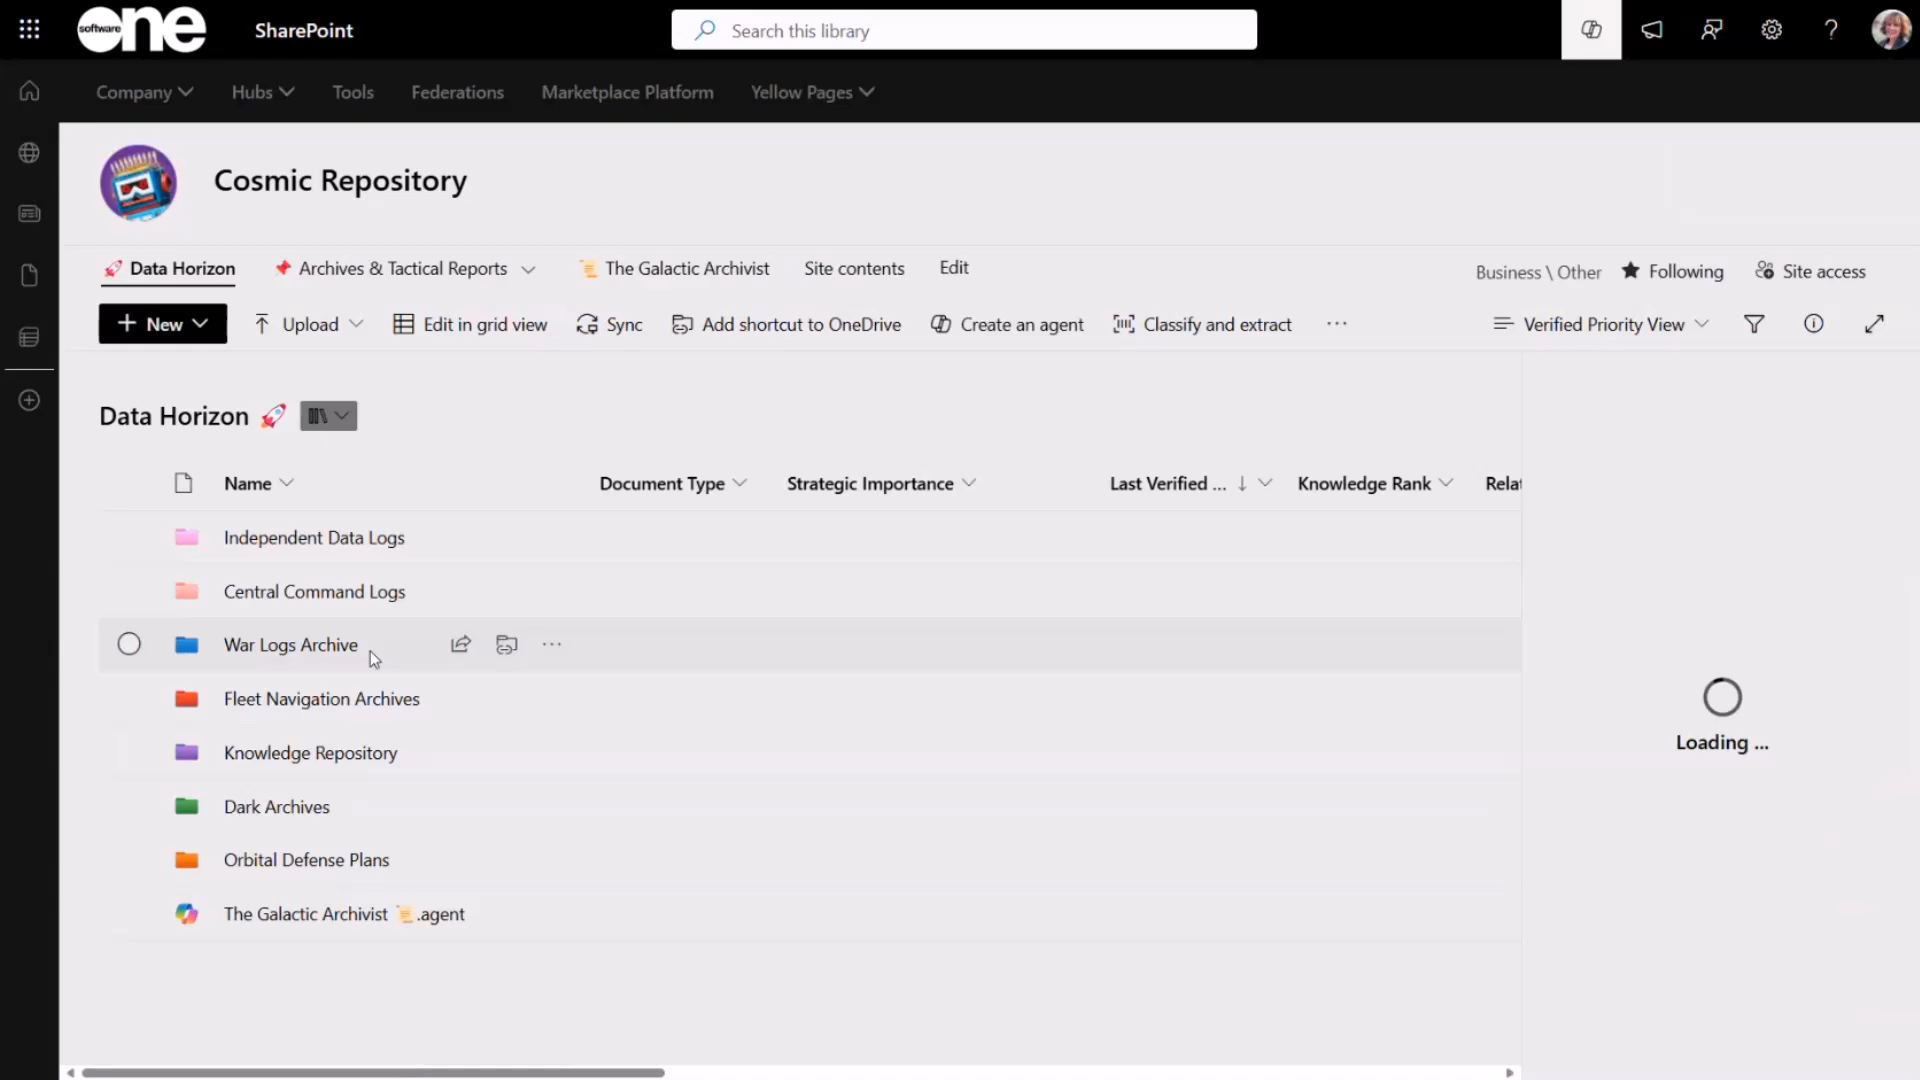 software one
SharePoint
Search this library
?
Company
Hubs
Tools
Federations
Marketplace Platform
Yellow Pages
Cosmic Repository
Data Horizon
Archives & Tactical Reports
The Galactic Archivist
Site contents
Edit
Business \ Other
Following
Site access
New
Upload
Edit in grid view
Sync
Add shortcut to OneDrive
Create an agent
Classify and extract
...
Verified Priority View
Data Horizon
Name
Document Type
Strategic Importance
Last Verified ...
Knowledge Rank
Relat
Independent Data Logs
Central Command Logs
War Logs Archive
...
Fleet Navigation Archives
Knowledge Repository
Dark Archives
Orbital Defense Plans
The Galactic Archivist 📜.agent
Loading ...